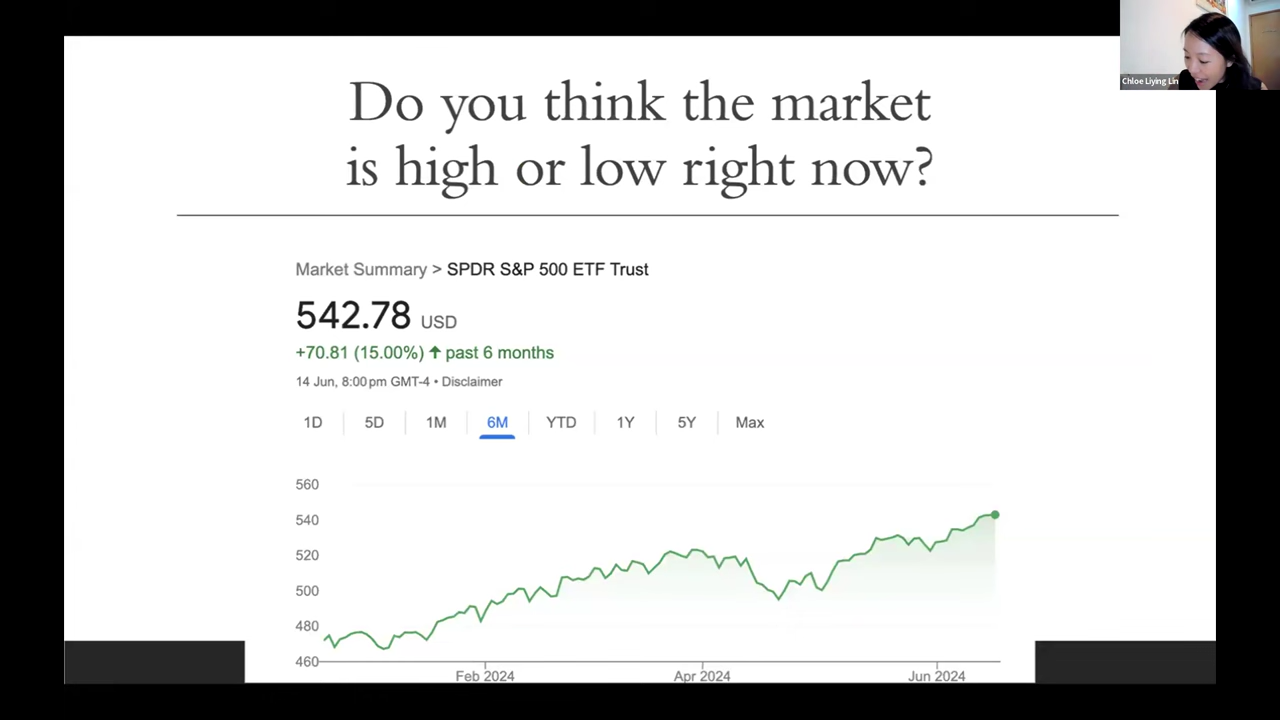 Do you think the market
is high or low right now?
Chloe Liying Lin
Market Summary > SPDR S&P 500 ETF Trust
542.78 USD
+70.81 (15.00%) ↑ past 6 months
14 Jun, 8:00 pm GMT-4 • Disclaimer
1D 5D 1M 6M YTD 1Y 5Y Max
560
540
520
500
480
460
Feb 2024 Apr 2024 Jun 2024